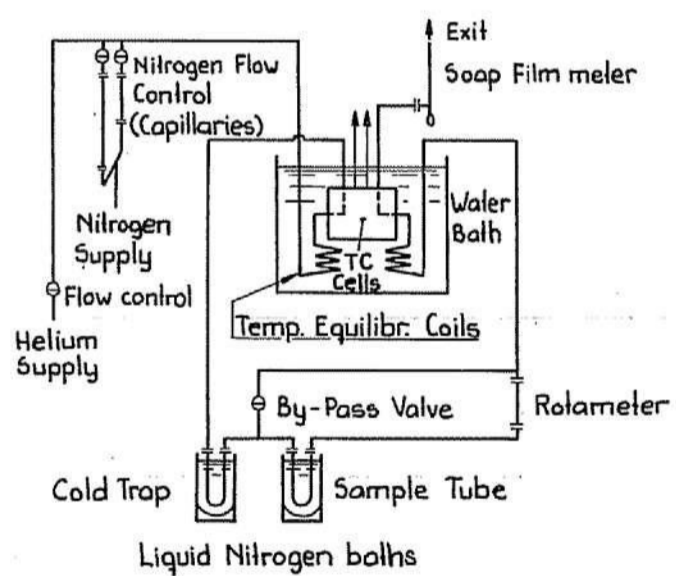 Exit
Soap Film meter
Nitrogen Flow
Control
(Capillaries)
Nitrogen
Supply
Water
Bath
TC
Cells
Flow control
Temp. Equilibr. Coils
Helium
Supply
By-Pass Valve
Rotameter
Cold Trap
Sample Tube
Liquid Nitrogen baths